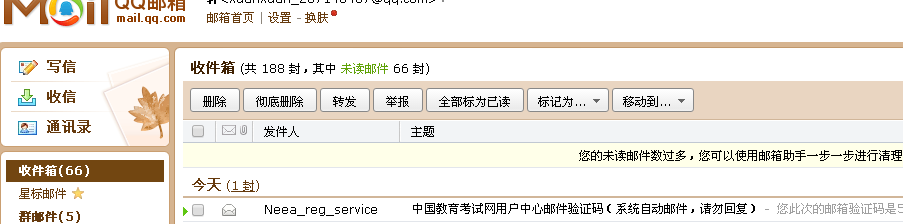 Mail QQ邮箱
mail.qq.com
邮箱首页 | 设置 - 换肤
写信
收信
通讯录
收件箱(66)
星标邮件
群邮件(5)
收件箱 (共 188 封,其中 未读邮件 66 封)
删除 彻底删除 转发 举报 全部标为已读 标记为... 移动到...
发件人 主题
您的未读邮件数过多,您可以使用邮箱助手一步一步进行清理
今天 (1 封)
Neea_reg_service 中国教育考试网用户中心邮件验证码(系统自动邮件,请勿回复) - 您此次的邮箱验证码是